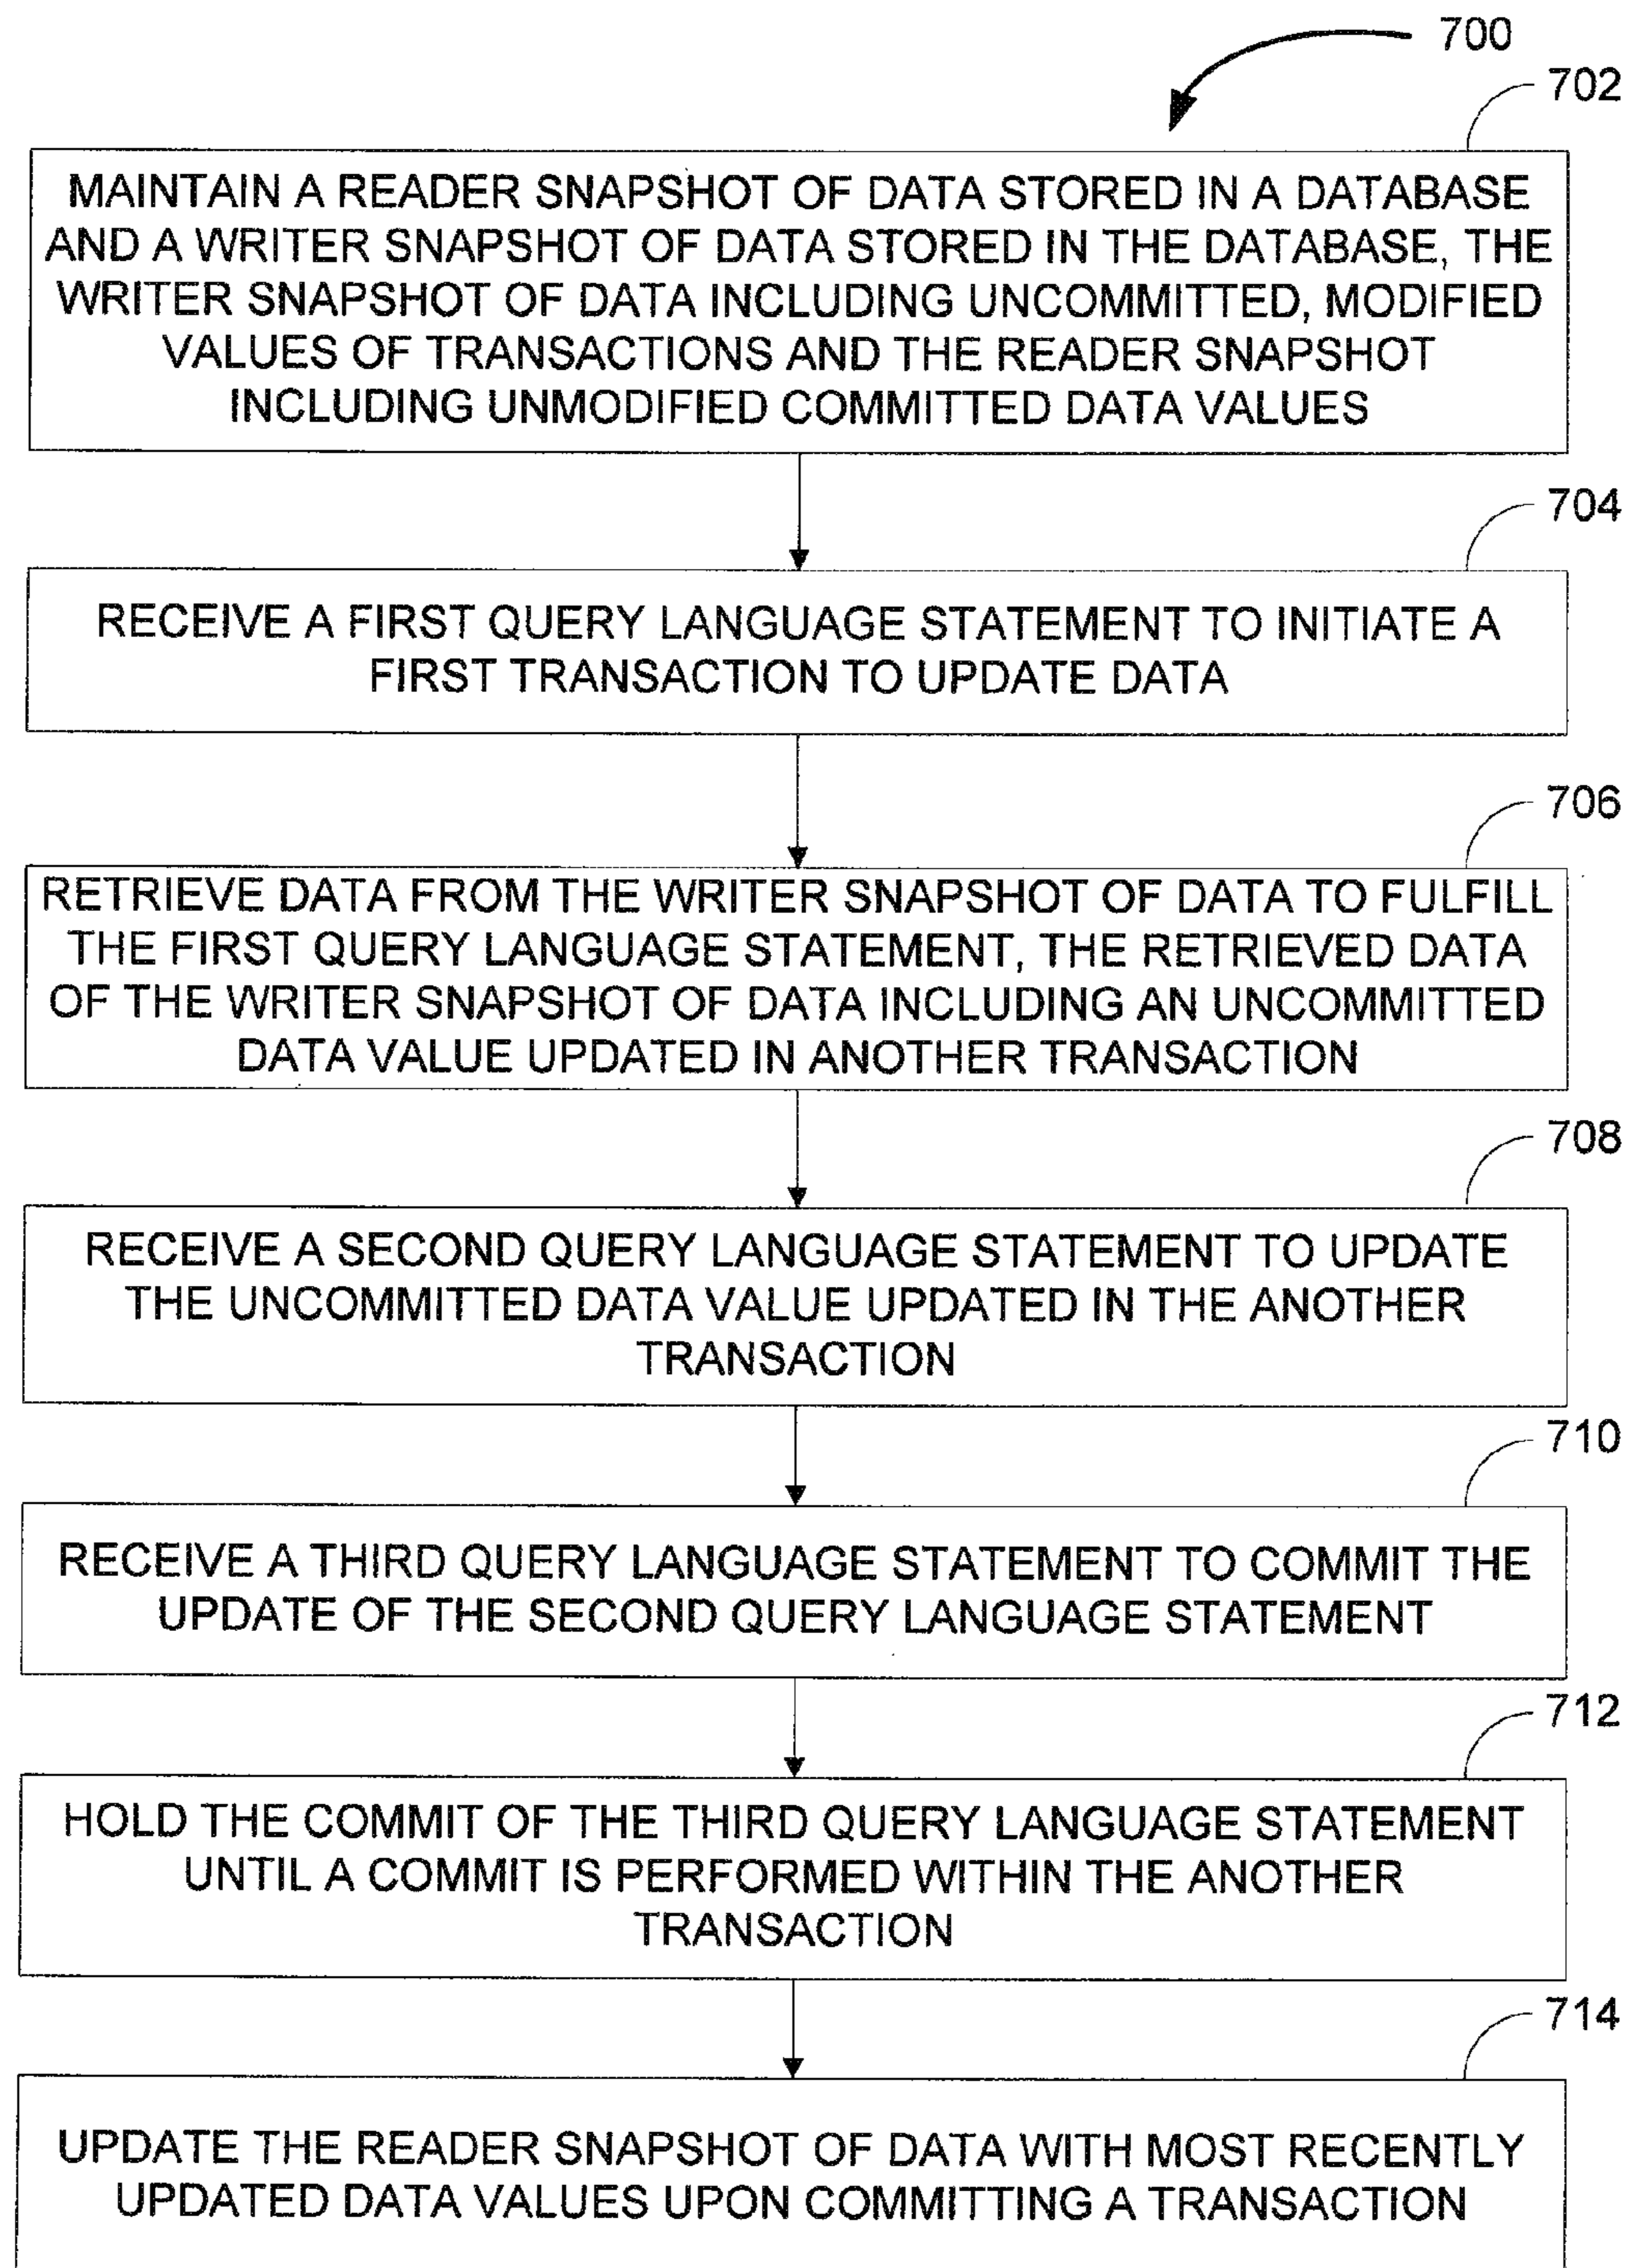 700
702
MAINTAIN A READER SNAPSHOT OF DATA STORED IN A DATABASE
AND A WRITER SNAPSHOT OF DATA STORED IN THE DATABASE, THE
WRITER SNAPSHOT OF DATA INCLUDING UNCOMMITTED, MODIFIED
VALUES OF TRANSACTIONS AND THE READER SNAPSHOT
INCLUDING UNMODIFIED COMMITTED DATA VALUES
704
RECEIVE A FIRST QUERY LANGUAGE STATEMENT TO INITIATE A
FIRST TRANSACTION TO UPDATE DATA
706
RETRIEVE DATA FROM THE WRITER SNAPSHOT OF DATA TO FULFILL
THE FIRST QUERY LANGUAGE STATEMENT, THE RETRIEVED DATA
OF THE WRITER SNAPSHOT OF DATA INCLUDING AN UNCOMMITTED
DATA VALUE UPDATED IN ANOTHER TRANSACTION
708
RECEIVE A SECOND QUERY LANGUAGE STATEMENT TO UPDATE
THE UNCOMMITTED DATA VALUE UPDATED IN THE ANOTHER
TRANSACTION
710
RECEIVE A THIRD QUERY LANGUAGE STATEMENT TO COMMIT THE
UPDATE OF THE SECOND QUERY LANGUAGE STATEMENT
712
HOLD THE COMMIT OF THE THIRD QUERY LANGUAGE STATEMENT
UNTIL A COMMIT IS PERFORMED WITHIN THE ANOTHER
TRANSACTION
714
UPDATE THE READER SNAPSHOT OF DATA WITH MOST RECENTLY
UPDATED DATA VALUES UPON COMMITTING A TRANSACTION